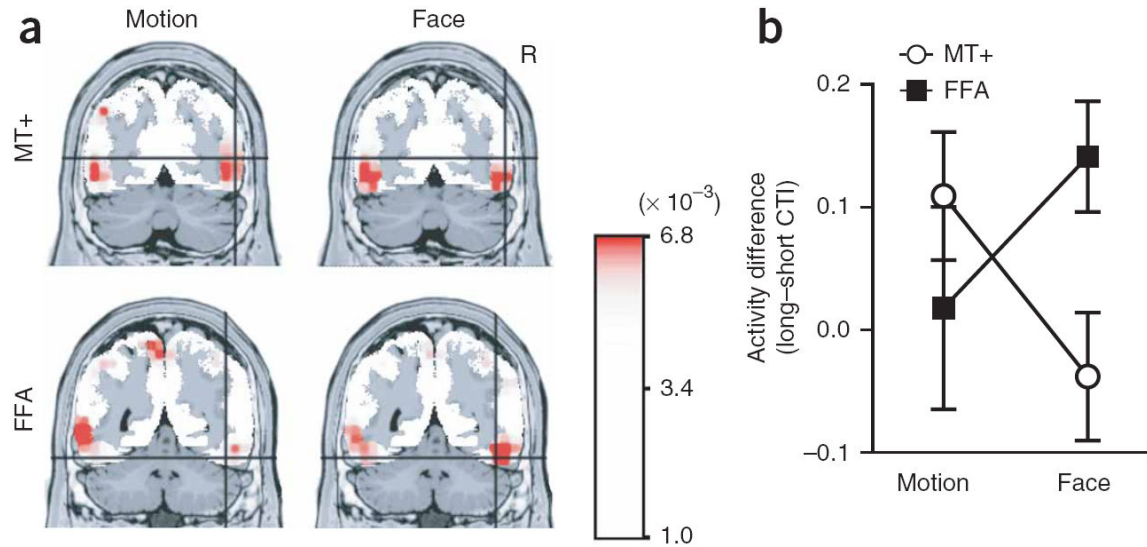 a
Motion
Face
R
MT+
FFA
(× 10⁻³)
6.8
3.4
1.0
b
MT+
FFA
0.2
0.1
0.0
–0.1
Activity difference
(long–short CTI)
Motion
Face